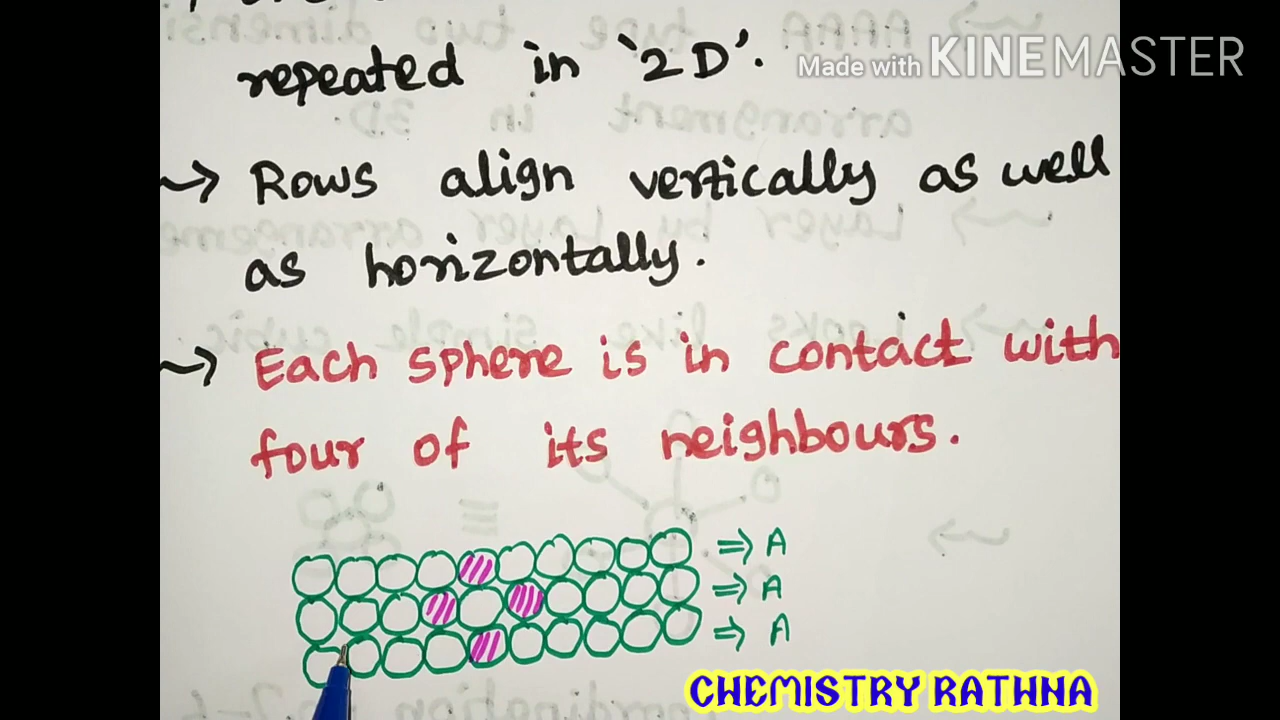 repeated in '2D'.
Made with KINEMASTER
→ Rows align vertically as well
as horizontally.
→ Each sphere is in contact with
four of its neighbours.
⇒ A
⇒ A
⇒ A
CHEMISTRY RATHNA